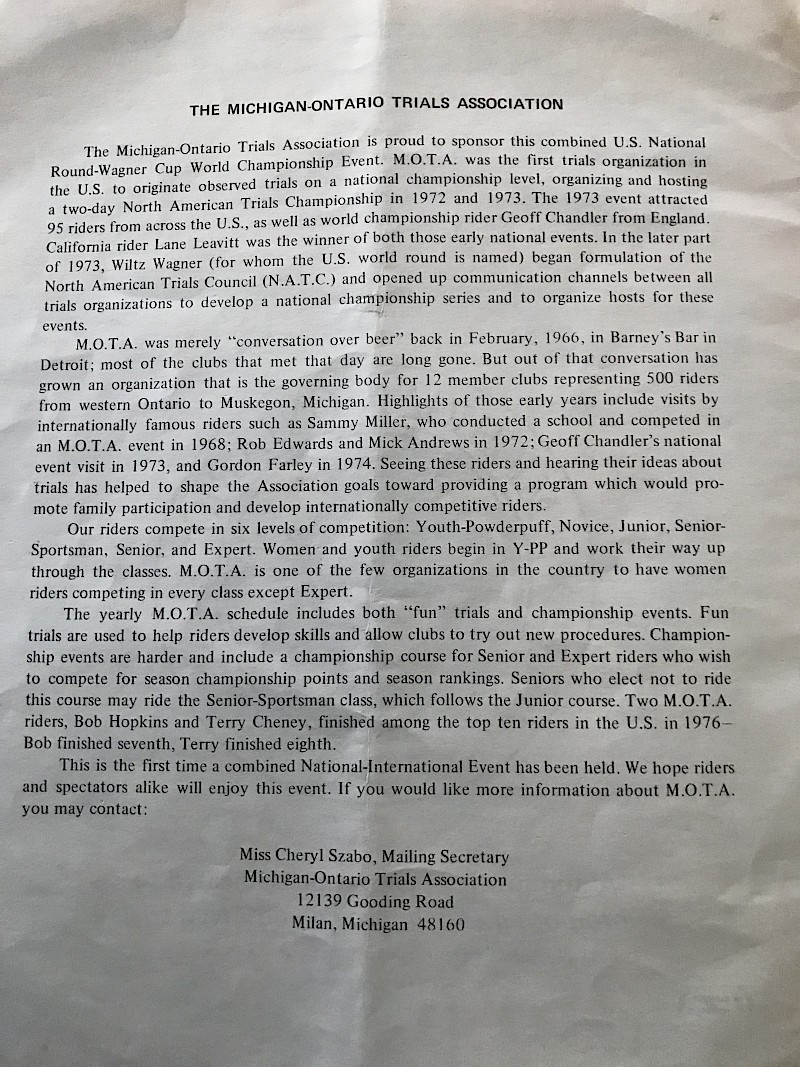 THE MICHIGAN-ONTARIO TRIALS ASSOCIATION
The Michigan-Ontario Trials Association is proud to sponsor this combined U.S. National
Round-Wagner Cup World Championship Event. M.O.T.A. was the first trials organization in
the U.S. to originate observed trials on a national championship level, organizing and hosting
a two-day North American Trials Championship in 1972 and 1973. The 1973 event attracted
95 riders from across the U.S., as well as world championship rider Geoff Chandler from England.
California rider Lane Leavitt was the winner of both those early national events. In the later part
of 1973, Wiltz Wagner (for whom the U.S. world round is named) began formulation of the
North American Trials Council (N.A.T.C.) and opened up communication channels between all
trials organizations to develop a national championship series and to organize hosts for these
events.
M.O.T.A. was merely “conversation over beer” back in February, 1966, in Barney's Bar in
Detroit; most of the clubs that met that day are long gone. But out of that conversation has
grown an organization that is the governing body for 12 member clubs representing 500 riders
from western Ontario to Muskegon, Michigan. Highlights of those early years include visits by
internationally famous riders such as Sammy Miller, who conducted a school and competed in
an M.O.T.A. event in 1968; Rob Edwards and Mick Andrews in 1972; Geoff Chandler's national
event visit in 1973, and Gordon Farley in 1974. Seeing these riders and hearing their ideas about
trials has helped to shape the Association goals toward providing a program which would pro-
mote family participation and develop internationally competitive riders.
Our riders compete in six levels of competition: Youth-Powderpuff, Novice, Junior, Senior-
Sportsman, Senior, and Expert. Women and youth riders begin in Y-PP and work their way up
through the classes. M.O.T.A. is one of the few organizations in the country to have women
riders competing in every class except Expert.
The yearly M.O.T.A. schedule includes both “fun” trials and championship events. Fun
trials are used to help riders develop skills and allow clubs to try out new procedures. Champion-
ship events are harder and include a championship course for Senior and Expert riders who wish
to compete for season championship points and season rankings. Seniors who elect not to ride
this course may ride the Senior-Sportsman class, which follows the Junior course. Two M.O.T.A.
riders, Bob Hopkins and Terry Cheney, finished among the top ten riders in the U.S. in 1976—
Bob finished seventh, Terry finished eighth.
This is the first time a combined National-International Event has been held. We hope riders
and spectators alike will enjoy this event. If you would like more information about M.O.T.A.
you may contact:
Miss Cheryl Szabo, Mailing Secretary
Michigan-Ontario Trials Association
12139 Gooding Road
Milan, Michigan 48160